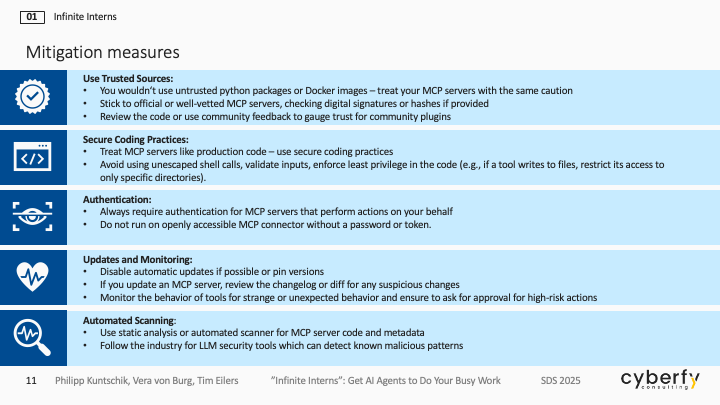 01 Infinite Interns
Mitigation measures
Use Trusted Sources:
• You wouldn't use untrusted python packages or Docker images – treat your MCP servers with the same caution
• Stick to official or well-vetted MCP servers, checking digital signatures or hashes if provided
• Review the code or use community feedback to gauge trust for community plugins
</>
Secure Coding Practices:
• Treat MCP servers like production code – use secure coding practices
• Avoid using unescaped shell calls, validate inputs, enforce least privilege in the code (e.g., if a tool writes to files, restrict its access to
only specific directories).
Authentication:
• Always require authentication for MCP servers that perform actions on your behalf
• Do not run on openly accessible MCP connector without a password or token.
Updates and Monitoring:
• Disable automatic updates if possible or pin versions
• If you update an MCP server, review the changelog or diff for any suspicious changes
• Monitor the behavior of tools for strange or unexpected behavior and ensure to ask for approval for high-risk actions
Automated Scanning:
• Use static analysis or automated scanner for MCP server code and metadata
• Follow the industry for LLM security tools which can detect known malicious patterns
11 Philipp Kuntschik, Vera von Burg, Tim Eilers "Infinite Interns": Get AI Agents to Do Your Busy Work SDS 2025
cyberfy
consulting